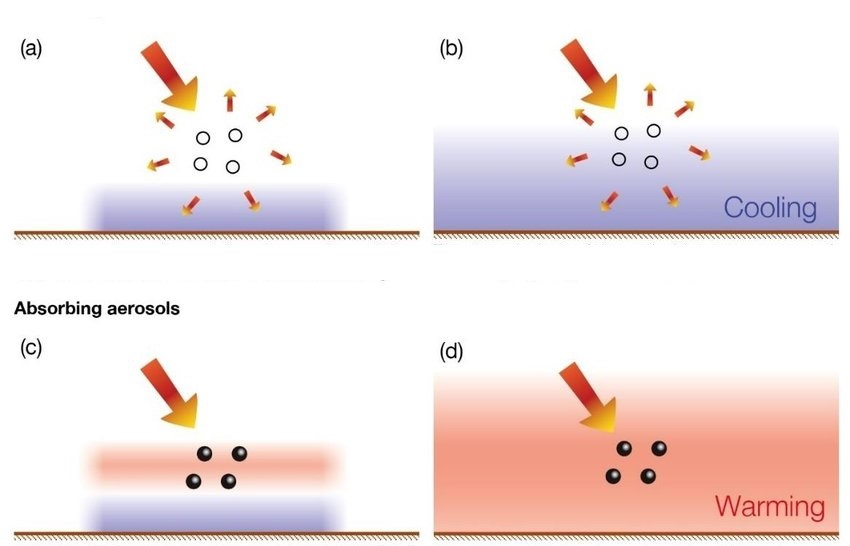 (a)
(b)
Cooling
Absorbing aerosols
(c)
(d)
Warming